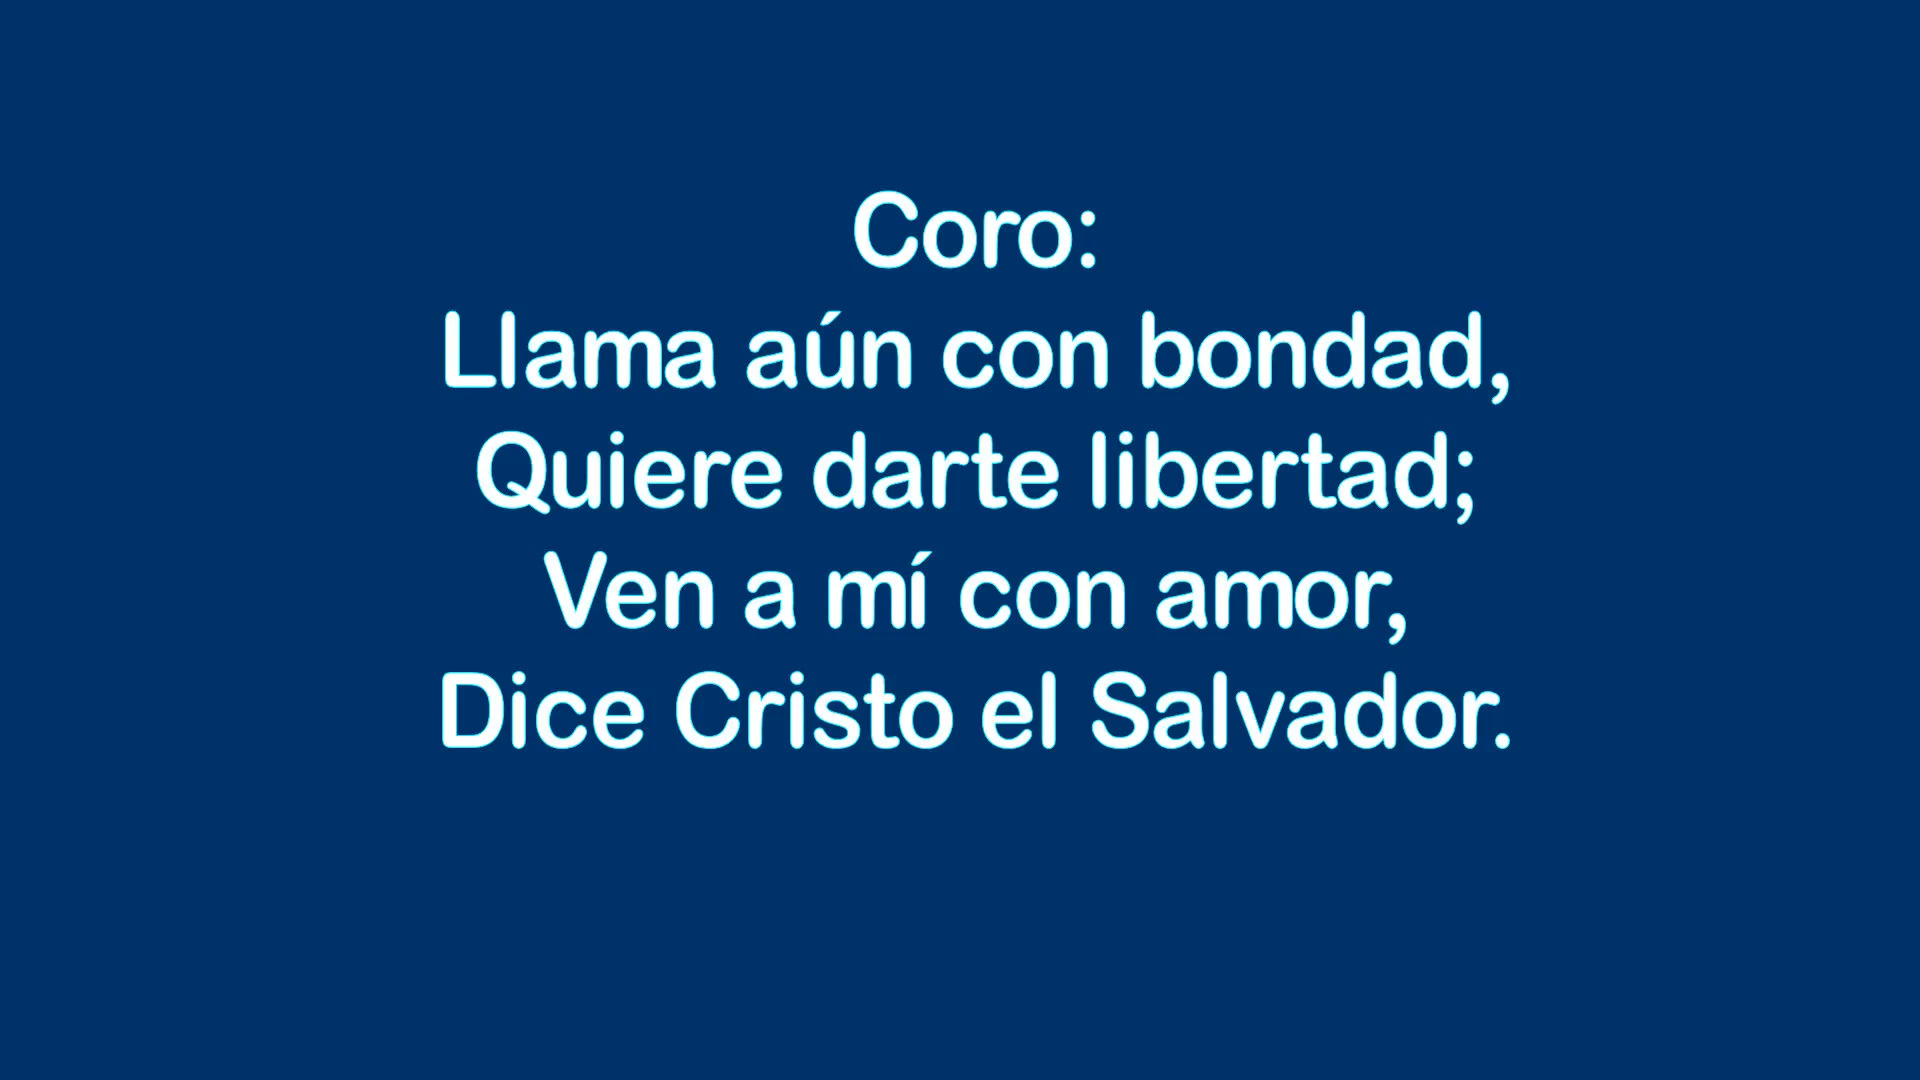 Coro:
Llama aún con bondad,
Quiere darte libertad;
Ven a mí con amor,
Dice Cristo el Salvador.